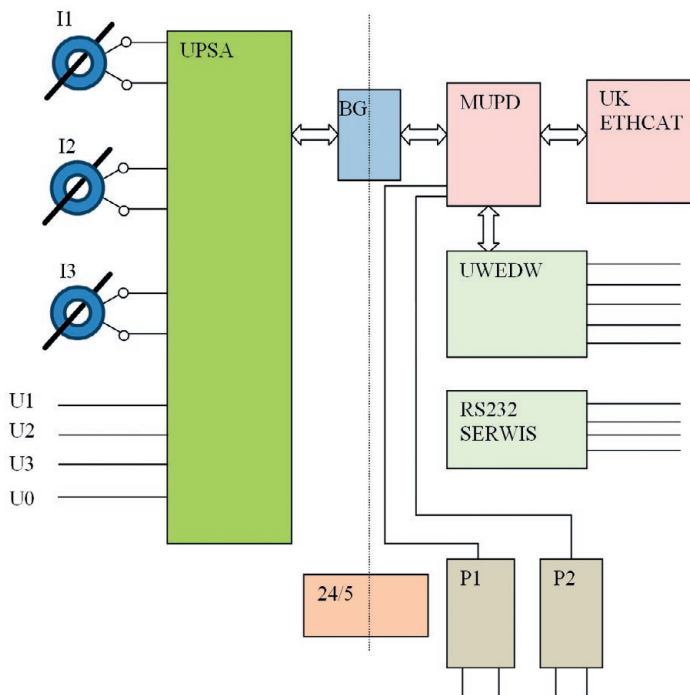 I1
UPSA
I2
I3
U1
U2
U3
U0
BG
MUPD
UK
ETHCAT
UWEDW
RS232
SERWIS
24/5
P1
P2